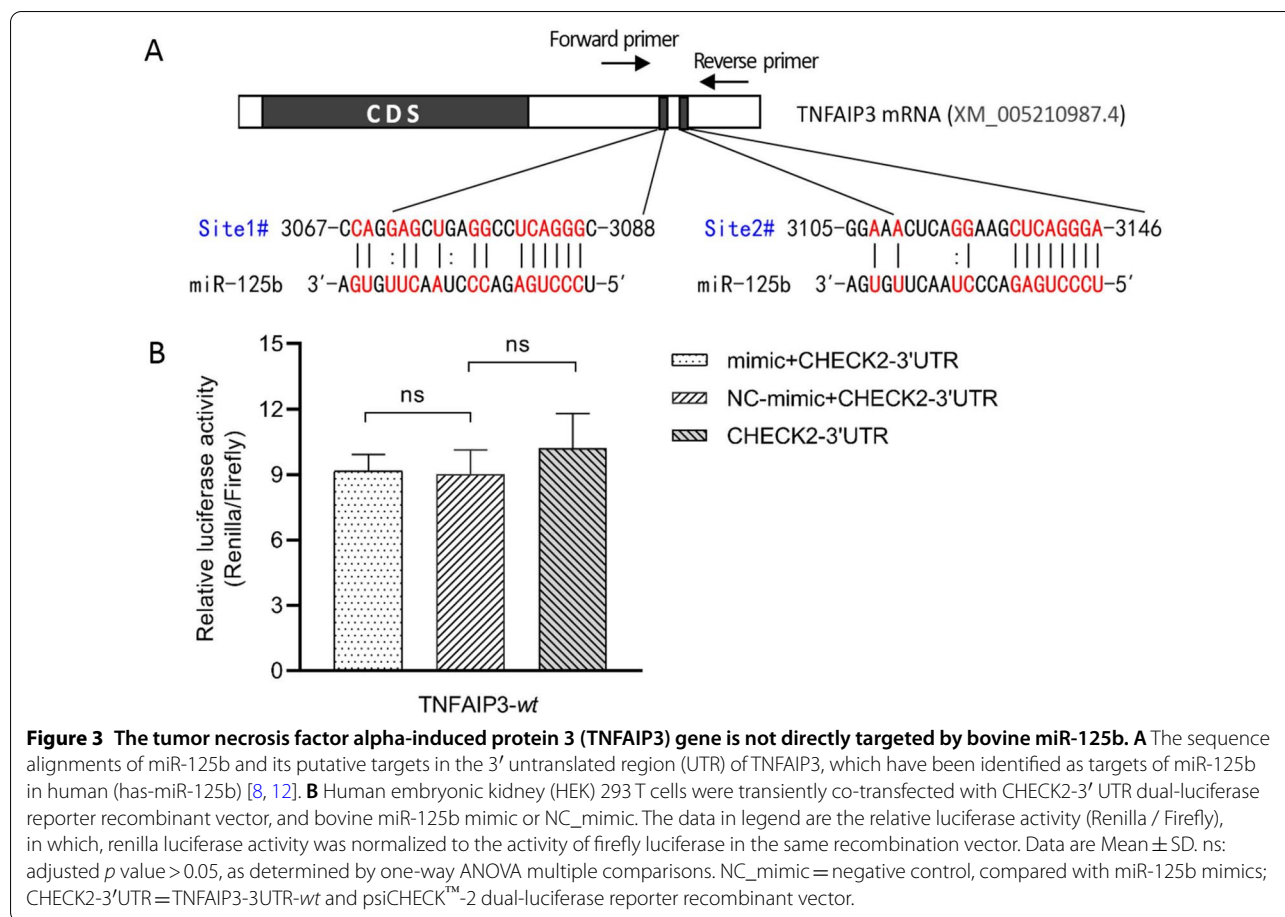 A
Forward primer
Reverse primer
CDS
TNFAIP3 mRNA (XM_005210987.4)
Site1# 3067-CCAGGAGCUGAGGCCUCAGGGC-3088
miR-125b 3′-AGUGUUCAAUCCCAGAGUCCCU-5′
Site2# 3105-GGAAACUCAGGAAGCUCAGGGA-3146
miR-125b 3′-AGUGUUCAAUCCCAGAGUCCCU-5′
B
Relative luciferase activity
(Renilla/Firefly)
15
12
9
6
3
0
ns
ns
TNFAIP3-wt
mimic+CHECK2-3'UTR
NC-mimic+CHECK2-3'UTR
CHECK2-3'UTR
Figure 3 The tumor necrosis factor alpha-induced protein 3 (TNFAIP3) gene is not directly targeted by bovine miR-125b. A The sequence
alignments of miR-125b and its putative targets in the 3′ untranslated region (UTR) of TNFAIP3, which have been identified as targets of miR-125b
in human (has-miR-125b) [8, 12]. B Human embryonic kidney (HEK) 293 T cells were transiently co-transfected with CHECK2-3′ UTR dual-luciferase
reporter recombinant vector, and bovine miR-125b mimic or NC_mimic. The data in legend are the relative luciferase activity (Renilla / Firefly),
in which, renilla luciferase activity was normalized to the activity of firefly luciferase in the same recombination vector. Data are Mean ± SD. ns:
adjusted p value > 0.05, as determined by one-way ANOVA multiple comparisons. NC_mimic = negative control, compared with miR-125b mimics;
CHECK2-3′UTR = TNFAIP3-3UTR-wt and psiCHECK™-2 dual-luciferase reporter recombinant vector.